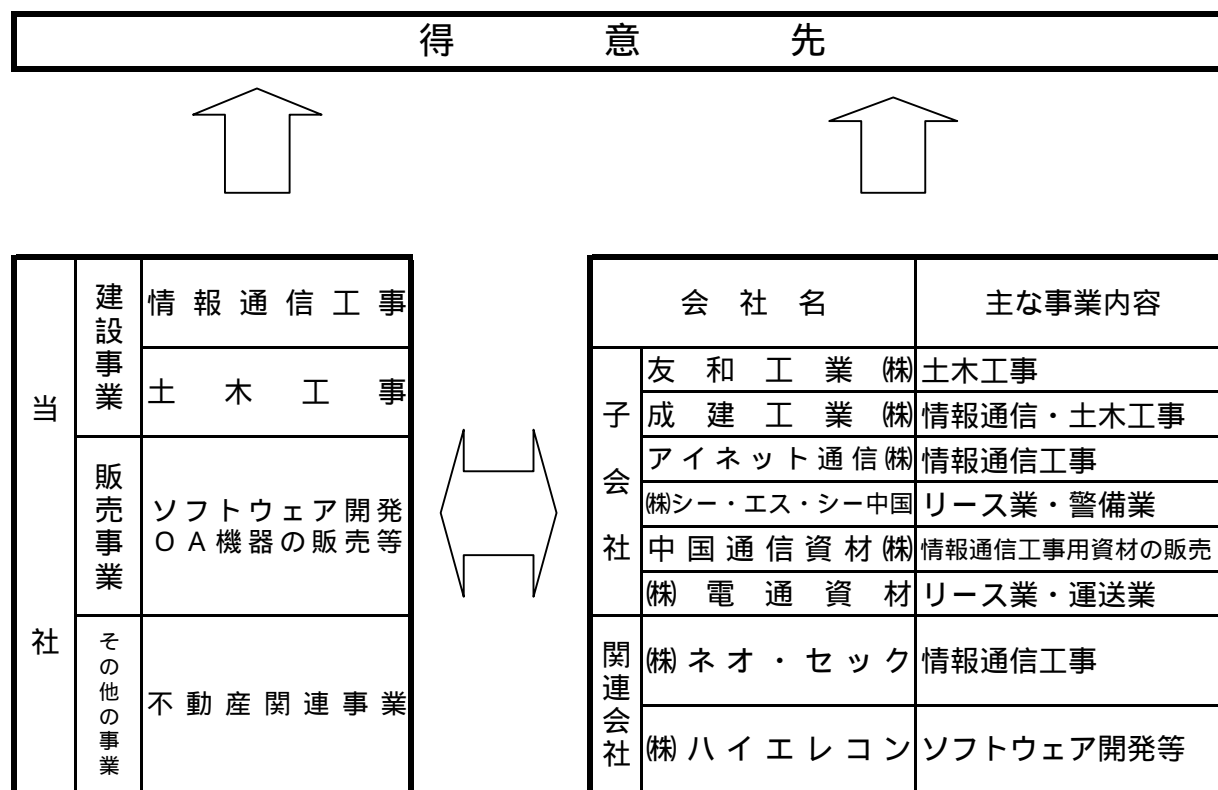 得意先
当社
建設事業
情報通信工事
土木工事
販売事業
ソフトウェア開発
ＯＡ機器の販売等
その他の事業
不動産関連事業
会社名 主な事業内容
子会社
友和工業㈱ 土木工事
成建工業㈱ 情報通信・土木工事
アイネット通信㈱ 情報通信工事
㈱シー・エス・シー中国 リース業・警備業
中国通信資材㈱ 情報通信工事用資材の販売
㈱電通資材 リース業・運送業
関連会社
㈱ネオ・セック 情報通信工事
㈱ハイエレコン ソフトウェア開発等